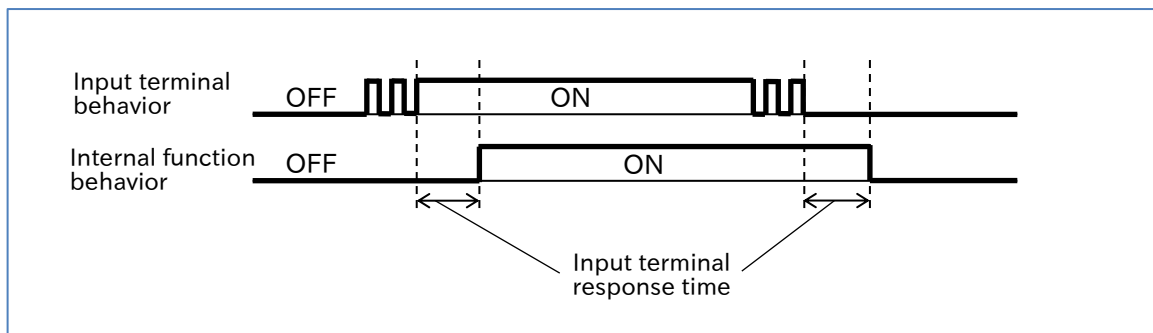 Input terminal
behavior
OFF
ON
Internal function
behavior
OFF
ON
Input terminal
response time